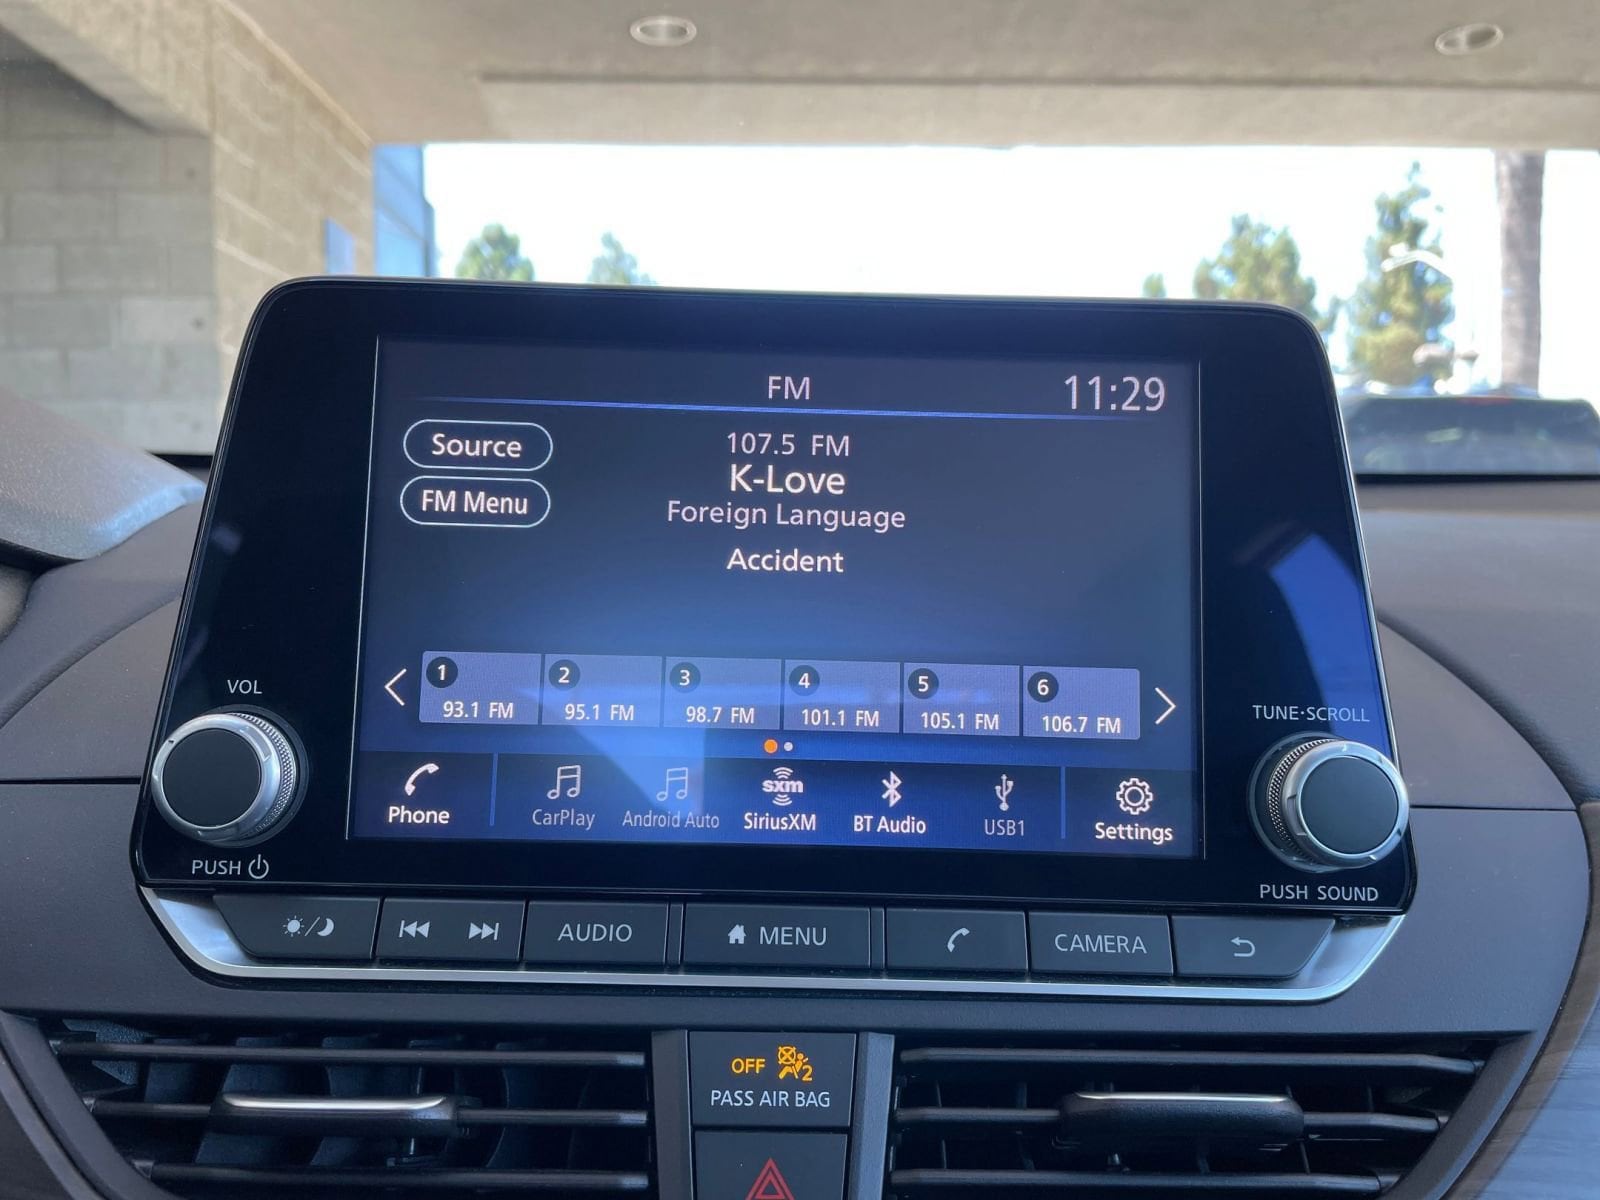 FM
11:29
Source
107.5 FM
K-Love
FM Menu
Foreign Language
Accident
1
2
3
4
5
6
93.1 FM
95.1 FM
98.7 FM
101.1 FM
105.1 FM
106.7 FM
VOL
TUNE·SCROLL
sxm
Phone
CarPlay
Android Auto
SiriusXM
BT Audio
USB1
Settings
PUSH
PUSH SOUND
AUDIO
MENU
CAMERA
OFF
2
PASS AIR BAG